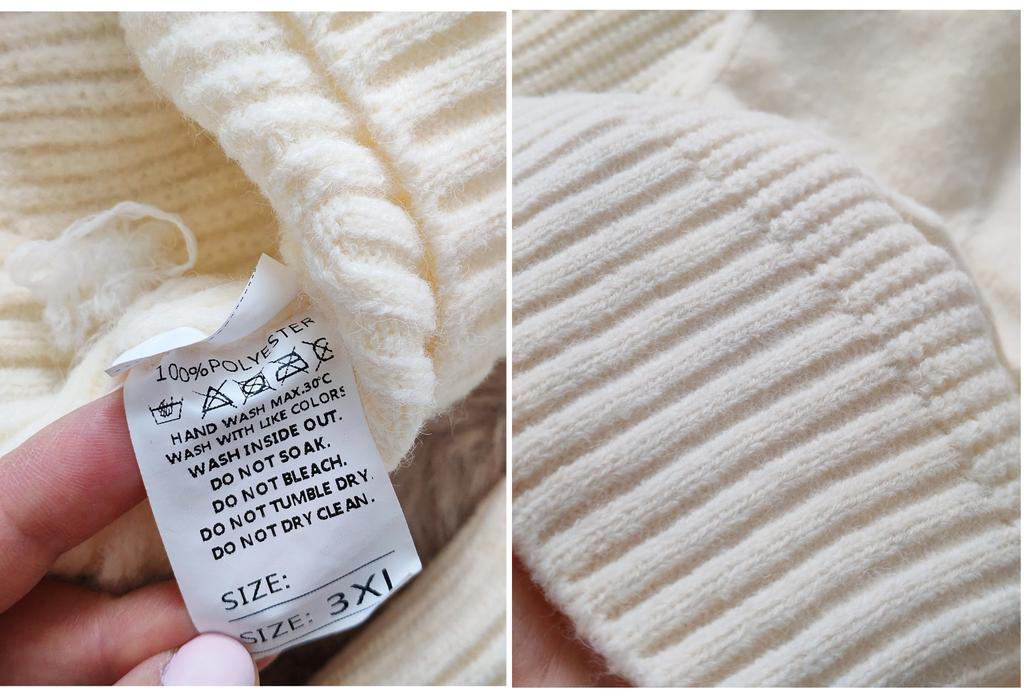 100%POLYESTER
HAND WASH MAX.30°C
WASH WITH LIKE COLORS
WASH INSIDE OUT.
DO NOT SOAK.
DO NOT BLEACH.
DO NOT TUMBLE DRY.
DO NOT DRY CLEAN.
SIZE:
SIZE: 3XL